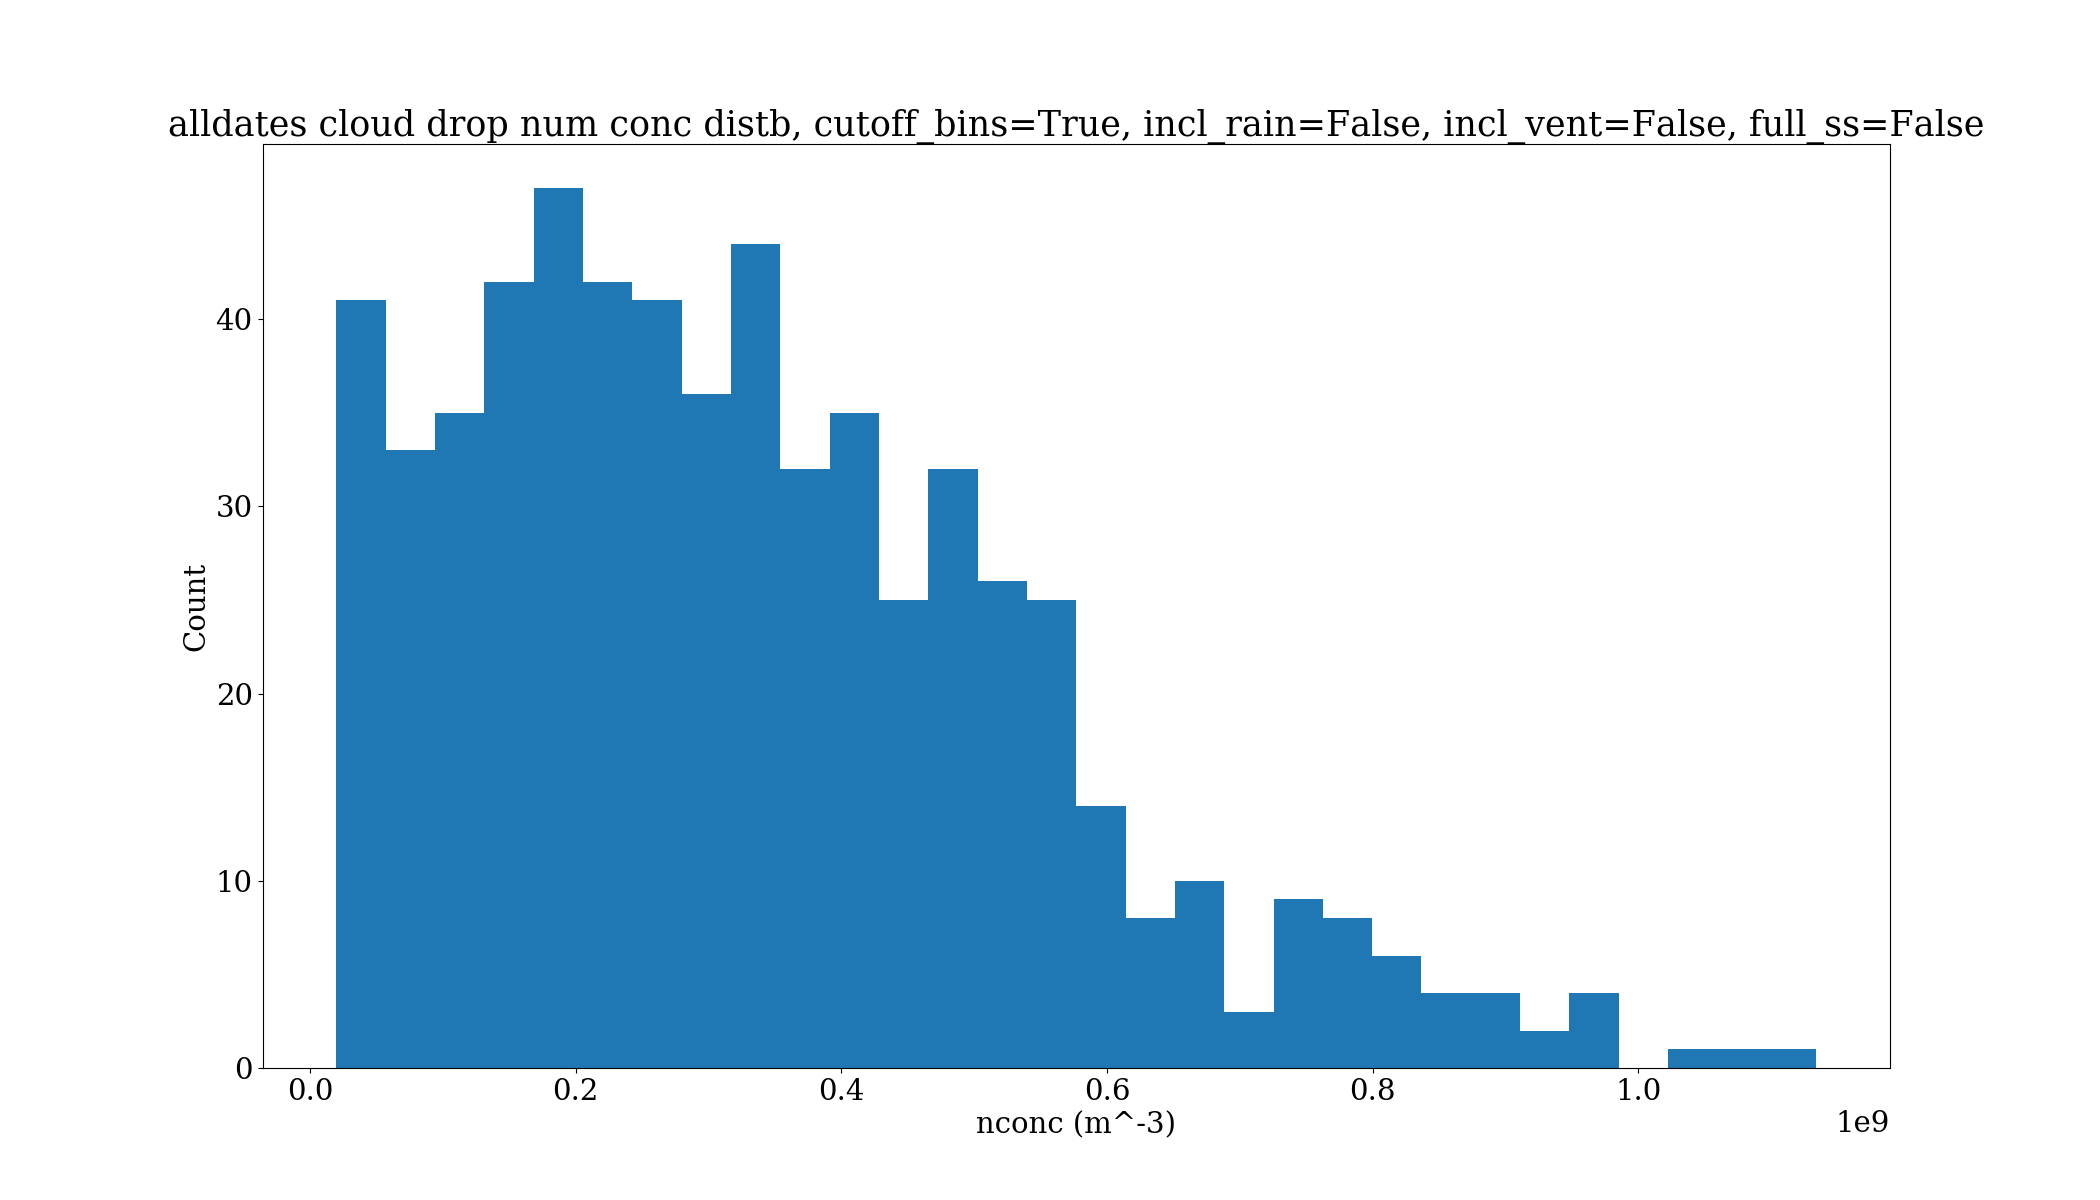 alldates cloud drop num conc distb, cutoff_bins=True, incl_rain=False, incl_vent=False, full_ss=False
40
30
20
10
0
Count
0.0 0.2 0.4 0.6 0.8 1.0
nconc (m^-3)
1e9